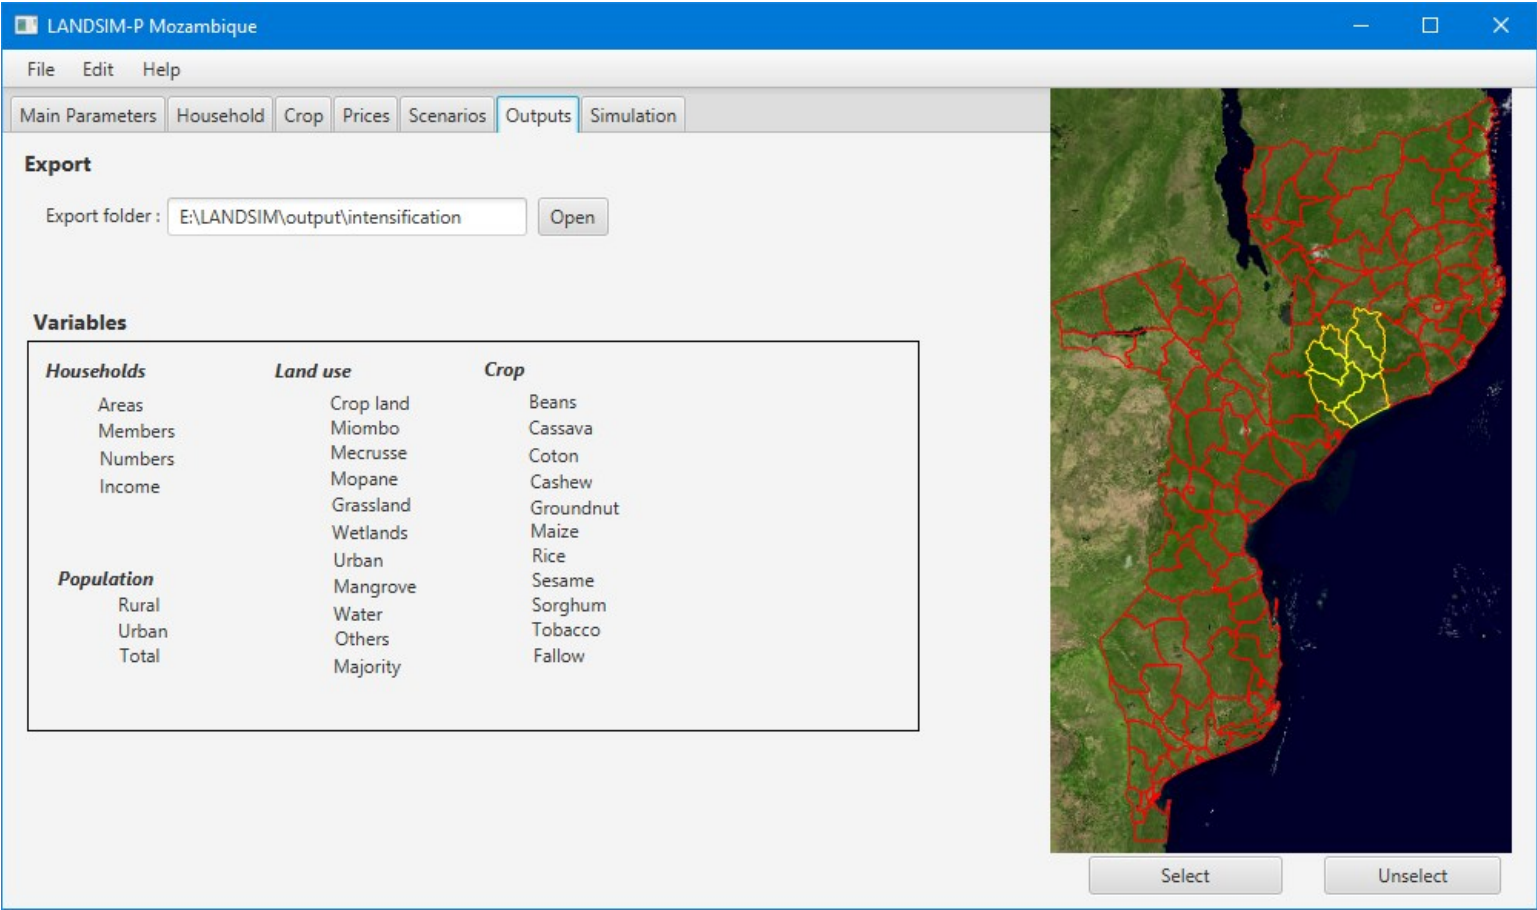 LANDSIM-P Mozambique
File Edit Help
Main Parameters Household Crop Prices Scenarios Outputs Simulation
Export
Export folder : E:\LANDSIM\output\intensification Open
Variables
Households
Areas
Members
Numbers
Income
Population
Rural
Urban
Total
Land use
Crop land
Miombo
Mecrusse
Mopane
Grassland
Wetlands
Urban
Mangrove
Water
Others
Majority
Crop
Beans
Cassava
Coton
Cashew
Groundnut
Maize
Rice
Sesame
Sorghum
Tobacco
Fallow
Select Unselect